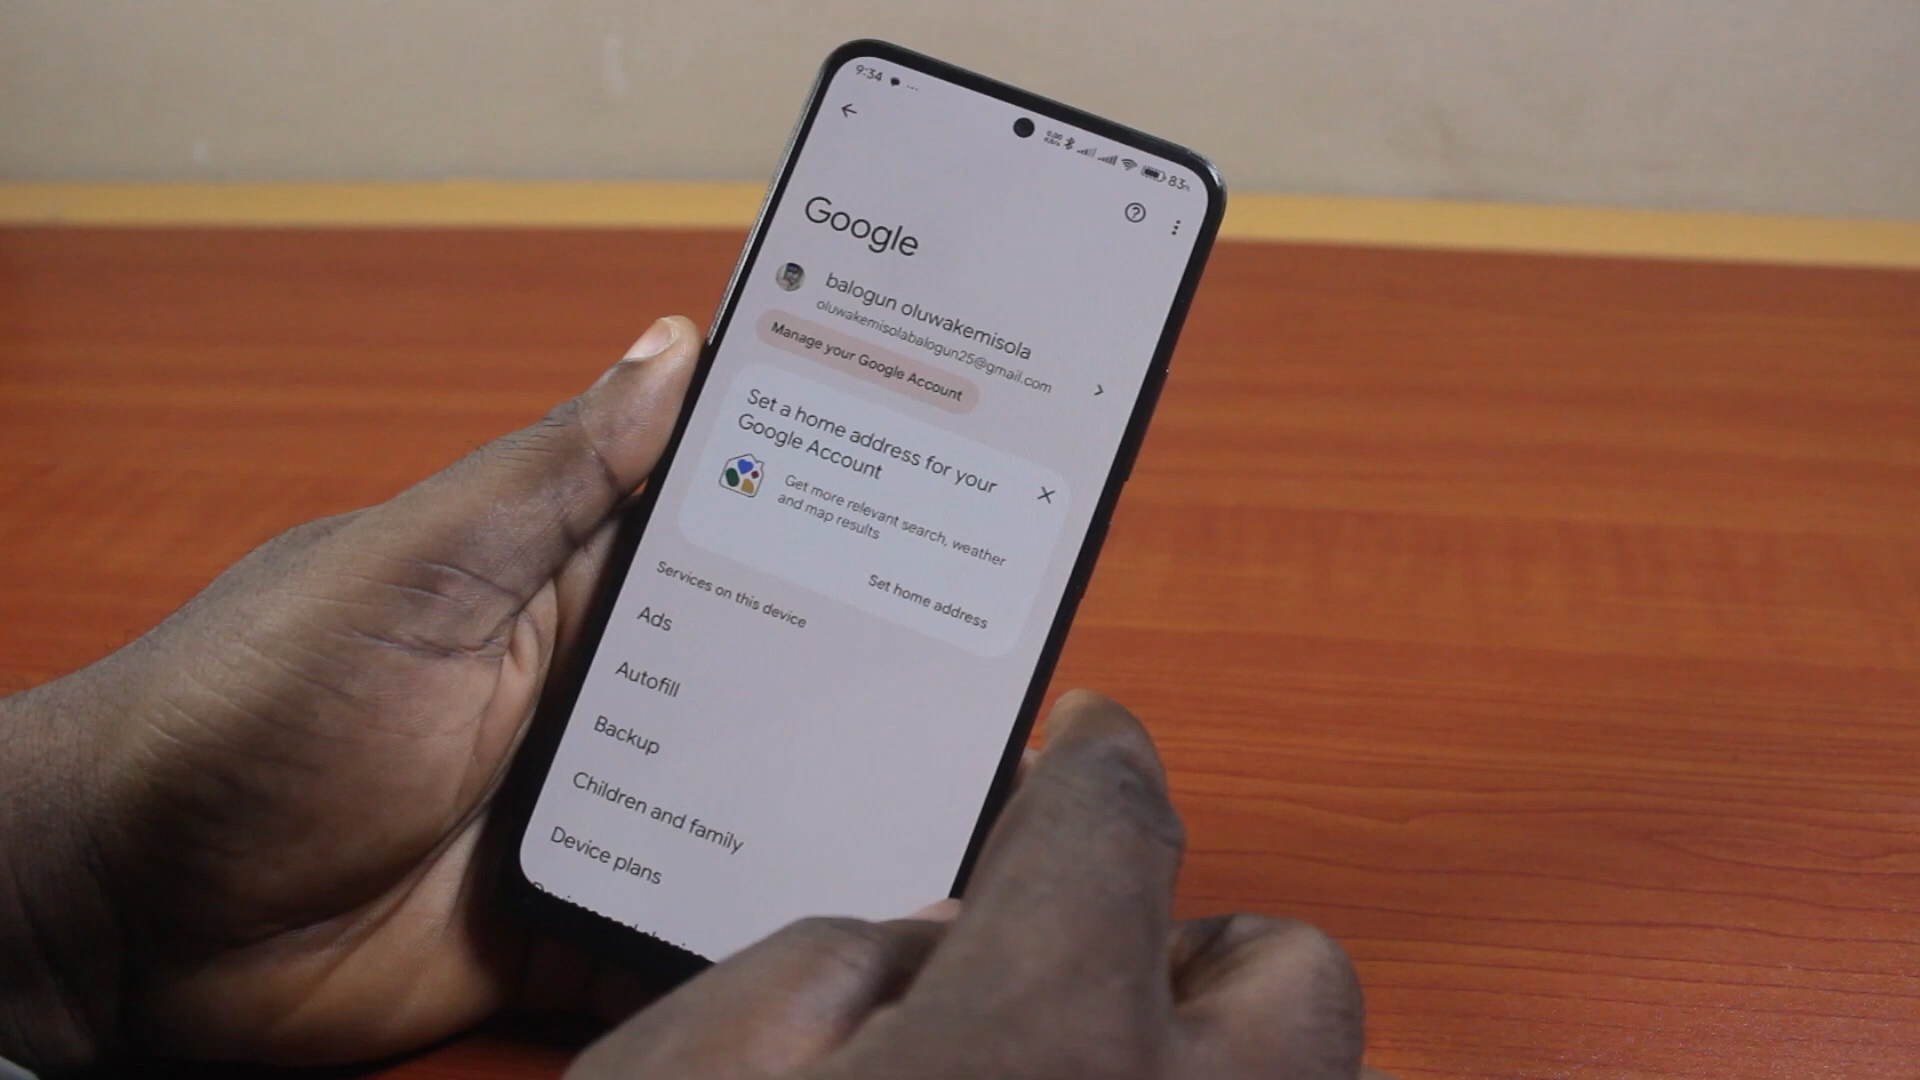 9:34
83%
Google
balogun oluwakemisola
oluwakemisolabalogun25@gmail.com
Manage your Google Account
Set a home address for your
Google Account
Get more relevant search, weather
and map results
Set home address
Services on this device
Ads
Autofill
Backup
Children and family
Device plans